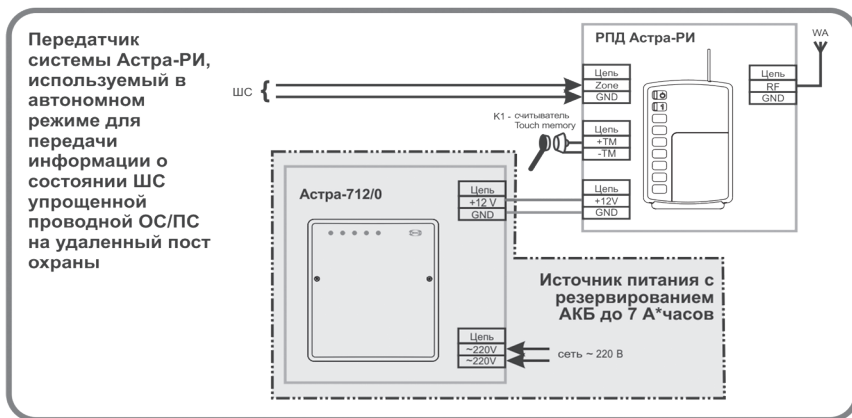 Передатчик
системы Астра-РИ,
используемый в
автономном
режиме для
передачи
информации о
состоянии ШС
упрощенной
проводной ОС/ПС
на удаленный пост
охраны
ШС {
РПД Астра-РИ
WA
Цепь
Zone
GND
Цепь
RF
GND
К1 - считыватель
Touch memory
Цепь
+TM
-TM
Цепь
+12V
GND
Астра-712/0
Цепь
+12 V
GND
Источник питания с
резервированием
АКБ до 7 А*часов
Цепь
~220V
~220V
сеть ~ 220 В